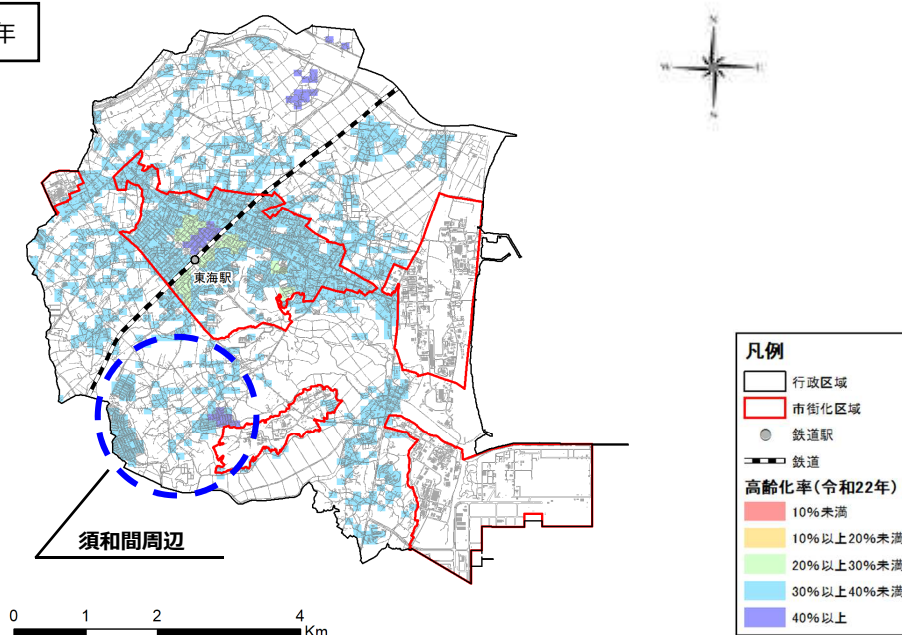 年
N
W
E
S
東海駅
須和間周辺
0 1 2 4
Km
凡例
行政区域
市街化区域
鉄道駅
鉄道
高齢化率(令和22年)
10%未満
10%以上20%未満
20%以上30%未満
30%以上40%未満
40%以上